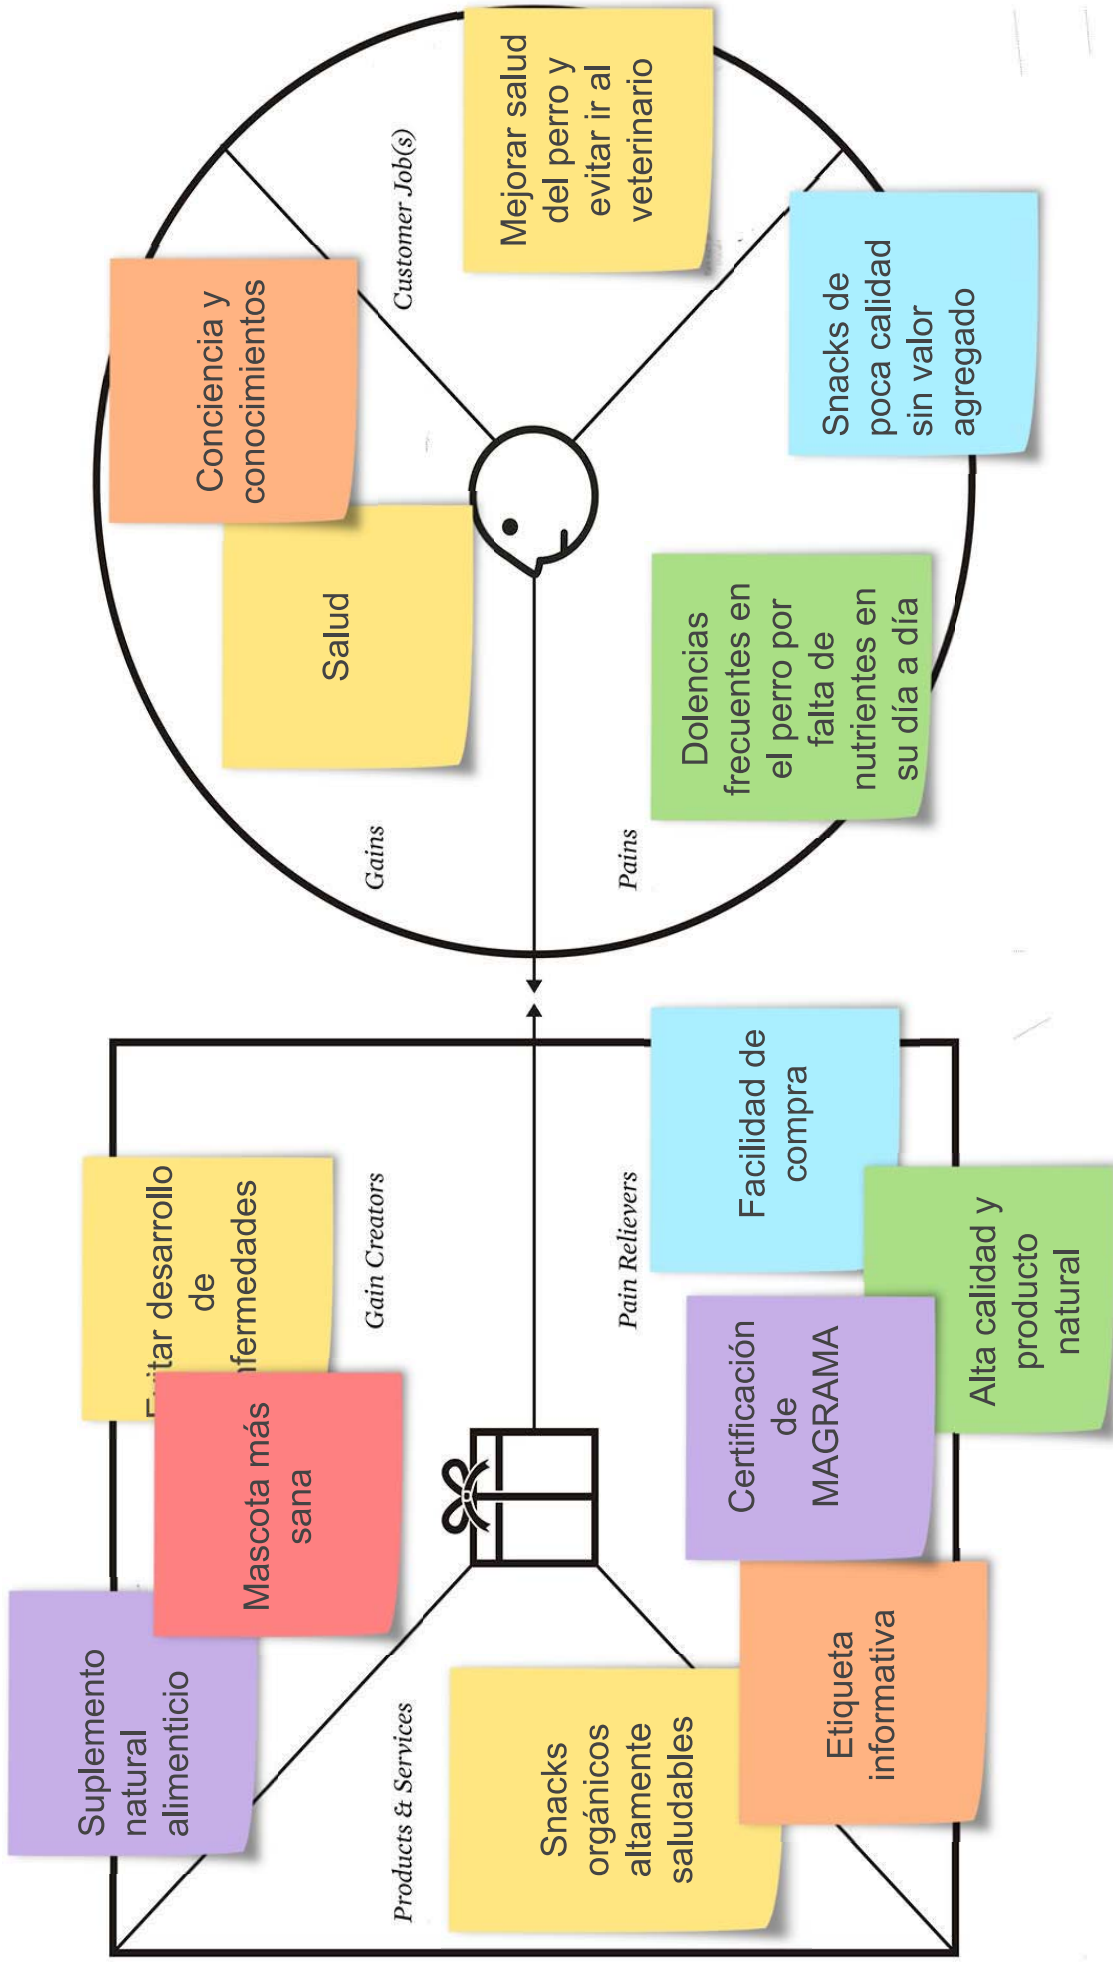 Suplemento
natural
alimenticio
Mascota más
sana
desarrollo
de
Gain Creators
Products & Services
Snacks
orgánicos
altamente
saludables
Etiqueta
informativa
Certificación
de
MAGRAMA
Alta calidad y
producto
natural
Facilidad de
compra
Pain Relievers
Gains
Salud
Conciencia y
conocimientos
Customer Job(s)
Mejorar salud
del perro y
evitar ir al
veterinario
Pains
Dolencias
frecuentes en
el perro por
falta de
nutrientes en
su día a día
Snacks de
poca calidad
sin valor
agregado